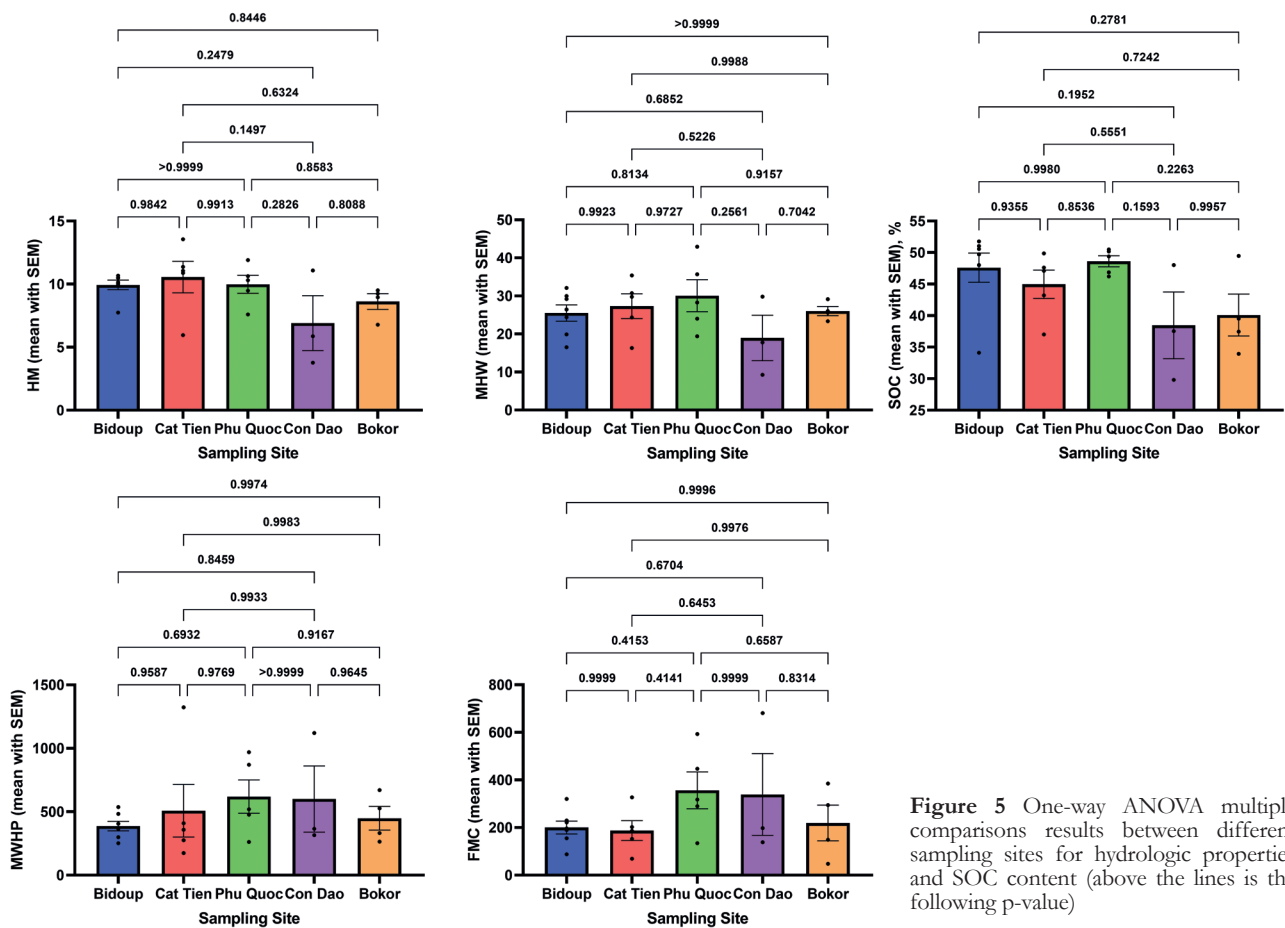 0.8446
0.2479
0.6324
0.1497
>0.9999 0.8583
0.9842 0.9913 0.2826 0.8088
HM (mean with SEM)
15
10
5
0
Bidoup Cat Tien Phu Quoc Con Dao Bokor
Sampling Site
>0.9999
0.9988
0.6852
0.5226
0.8134 0.9157
0.9923 0.9727 0.2561 0.7042
MHW (mean with SEM)
50
40
30
20
10
0
Bidoup Cat Tien Phu Quoc Con Dao Bokor
Sampling Site
0.2781
0.7242
0.1952
0.5551
0.9980 0.2263
0.9355 0.8536 0.1593 0.9957
SOC (mean with SEM), %
55
50
45
40
35
30
25
Bidoup Cat Tien Phu Quoc Con Dao Bokor
Sampling Site
0.9974
0.9983
0.8459
0.9933
0.6932 0.9167
0.9587 0.9769 >0.9999 0.9645
MWHP (mean with SEM)
1500
1000
500
0
Bidoup Cat Tien Phu Quoc Con Dao Bokor
Sampling Site
0.9996
0.9976
0.6704
0.6453
0.4153 0.6587
0.9999 0.4141 0.9999 0.8314
FMC (mean with SEM)
800
600
400
200
0
Bidoup Cat Tien Phu Quoc Con Dao Bokor
Sampling Site
Figure 5 One-way ANOVA multipl
comparisons results between differen
sampling sites for hydrologic propertie
and SOC content (above the lines is th
following p-value)